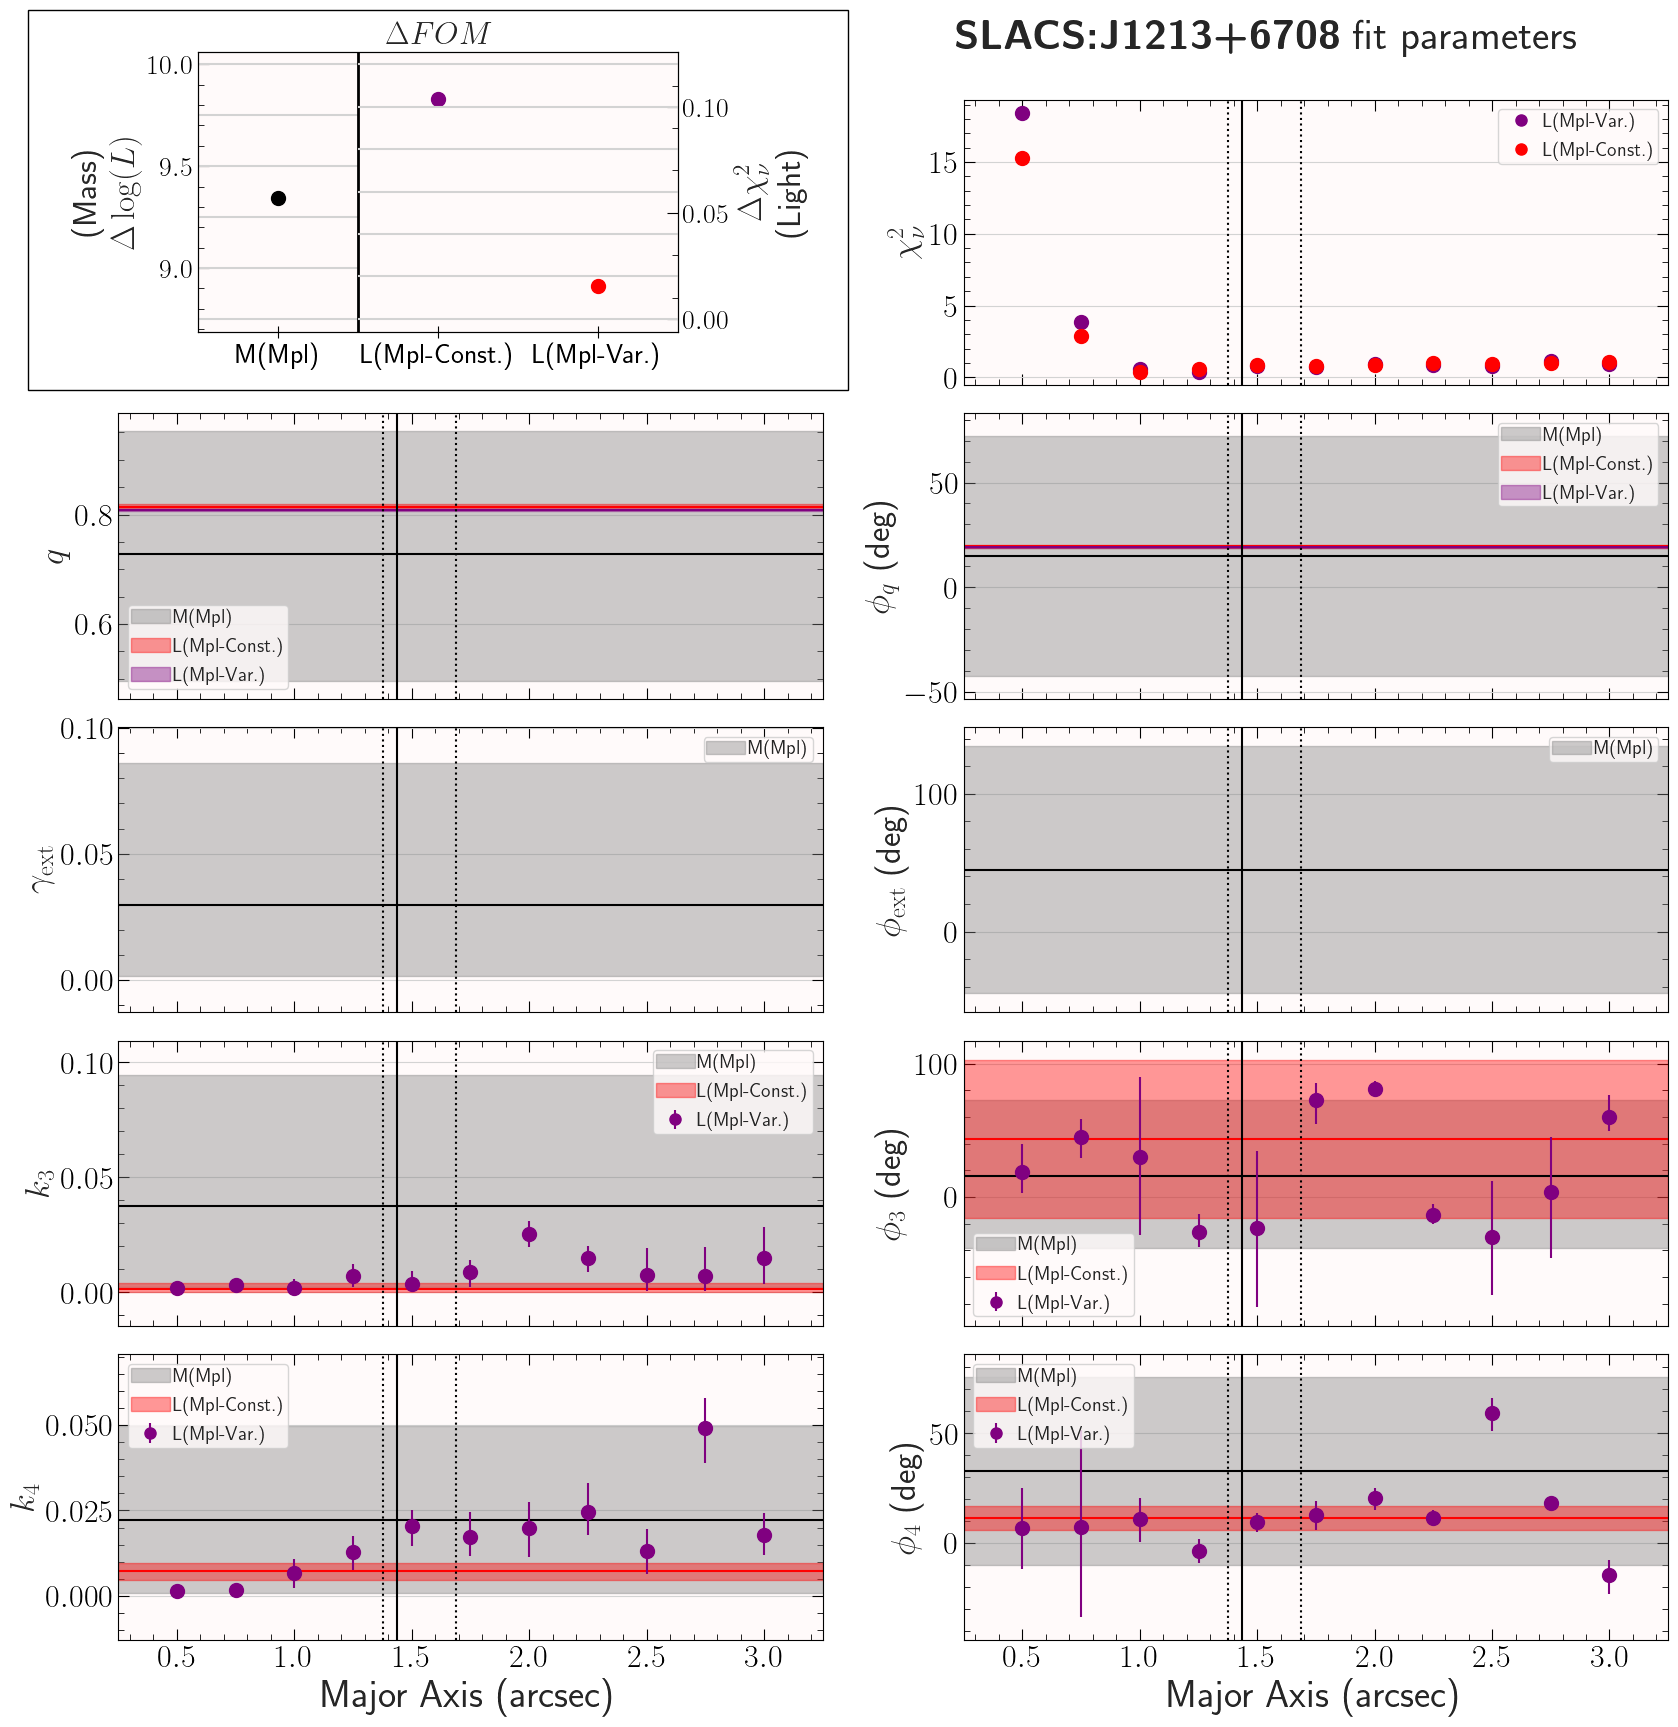 ΔFOM
SLACS:J1213+6708 fit parameters
10.0
9.5
9.0
(Mass)
Δ log(L)
0.10
0.05
0.00
Δχ²ᵥ
(Light)
M(Mpl)
L(Mpl-Const.)
L(Mpl-Var.)
15
10
5
0
χ²ᵥ
L(Mpl-Var.)
L(Mpl-Const.)
0.8
0.6
q
M(Mpl)
L(Mpl-Const.)
L(Mpl-Var.)
50
0
−50
ϕq (deg)
M(Mpl)
L(Mpl-Const.)
L(Mpl-Var.)
0.10
0.05
0.00
γext
M(Mpl)
100
0
ϕext (deg)
M(Mpl)
0.10
0.05
0.00
k3
M(Mpl)
L(Mpl-Const.)
L(Mpl-Var.)
100
0
ϕ3 (deg)
M(Mpl)
L(Mpl-Const.)
L(Mpl-Var.)
0.050
0.025
0.000
k4
M(Mpl)
L(Mpl-Const.)
L(Mpl-Var.)
0.5 1.0 1.5 2.0 2.5 3.0
Major Axis (arcsec)
50
0
ϕ4 (deg)
M(Mpl)
L(Mpl-Const.)
L(Mpl-Var.)
0.5 1.0 1.5 2.0 2.5 3.0
Major Axis (arcsec)